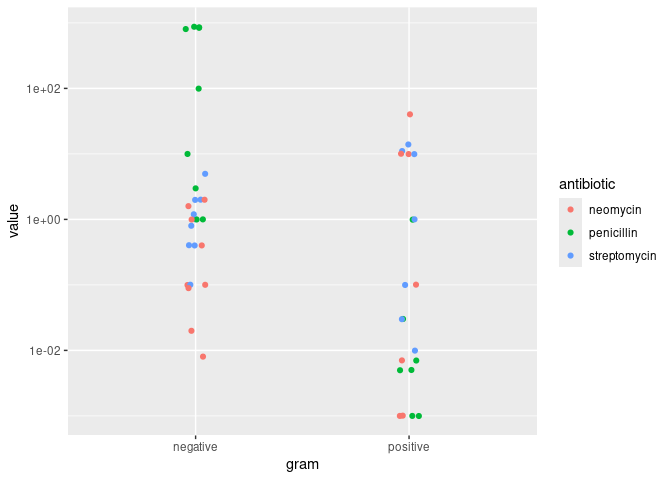 1e+02
1e+00
1e-02
value
negative
positive
gram
antibiotic
neomycin
penicillin
streptomycin